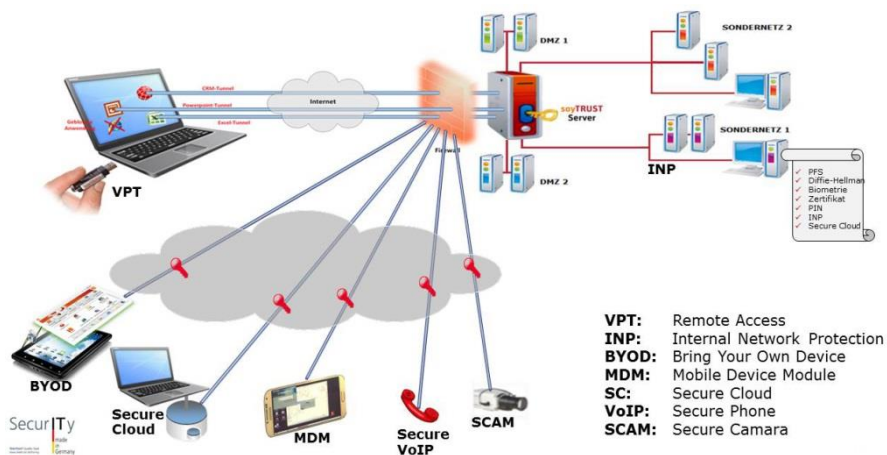 SONDERNETZ 2
DMZ 1
CRM-Tunnel
Internet
Powerpoint-Tunnel
Excel-Tunnel
soyTRUST
Server
Firewall
SONDERNETZ 1
VPT
DMZ 2
INP
✓ PFS
✓ Diffie-Hellman
✓ Biometrie
✓ Zertifikat
✓ PIN
✓ INP
✓ Secure Cloud
VPT: Remote Access
INP: Internal Network Protection
BYOD: Bring Your Own Device
MDM: Mobile Device Module
SC: Secure Cloud
VoIP: Secure Phone
SCAM: Secure Camara
BYOD
Secure
Cloud
MDM
Secure
VoIP
SCAM
SecurITy
made
in
Germany